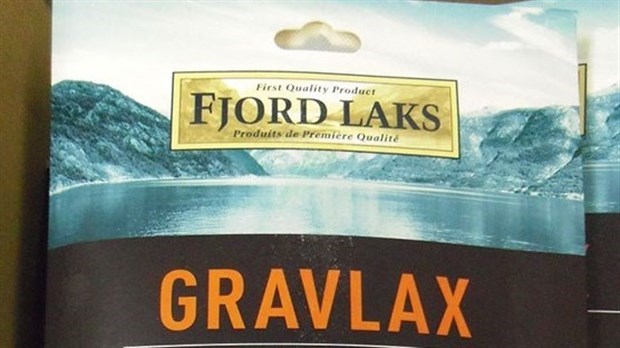 First Quality Product
FJORD LAKS
Produits de Première Qualité
GRAVLAX